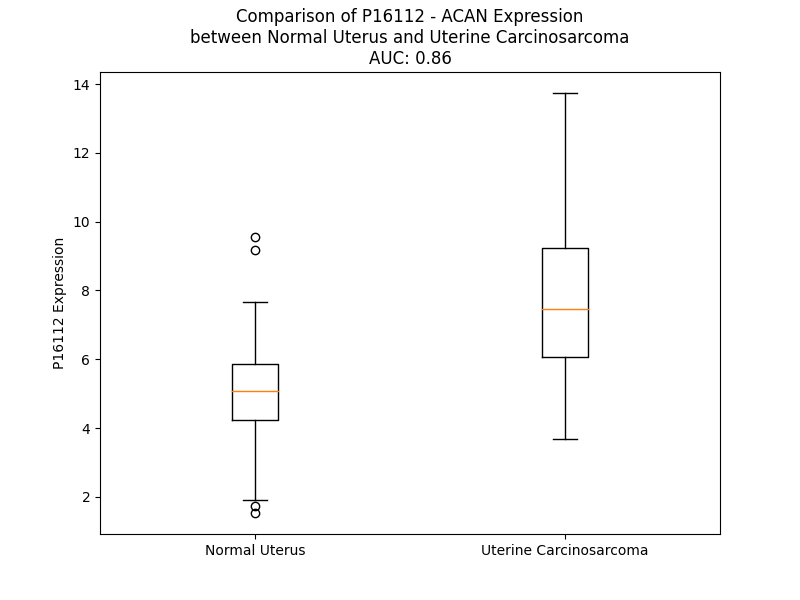 Comparison of P16112 - ACAN Expression
between Normal Uterus and Uterine Carcinosarcoma
AUC: 0.86
14
12
10
8
6
4
2
P16112 Expression
Normal Uterus
Uterine Carcinosarcoma